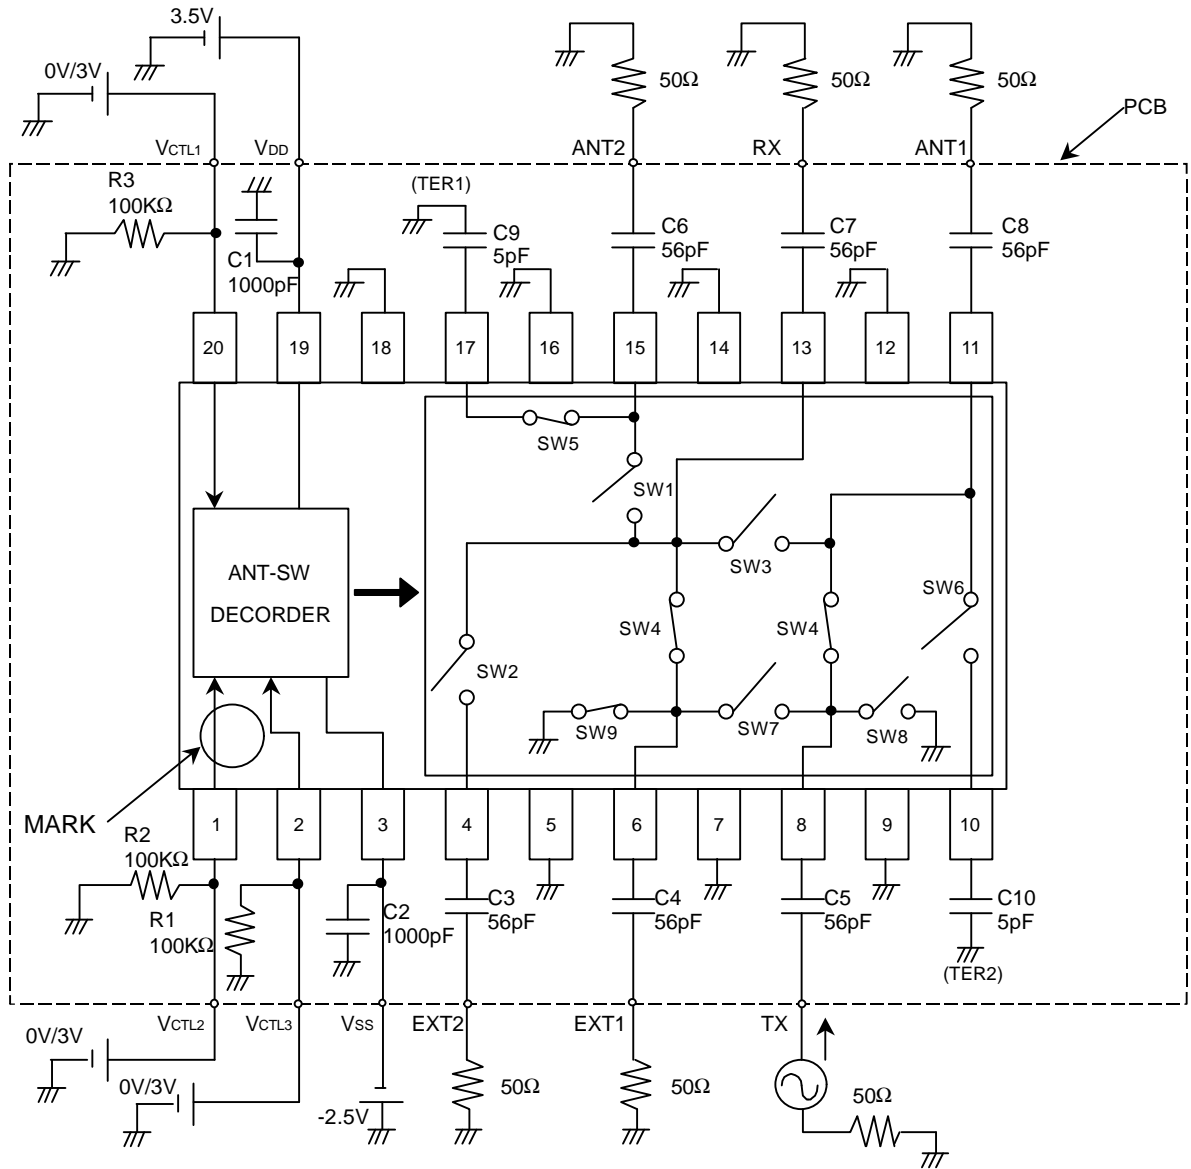 3.5V
0V/3V
50Ω
50Ω
50Ω
PCB
VCTL1
VDD
ANT2
RX
ANT1
R3
100KΩ
(TER1)
C1
1000pF
C9
5pF
C6
56pF
C7
56pF
C8
56pF
20
19
18
17
16
15
14
13
12
11
SW5
SW1
SW3
ANT-SW
DECORDER
SW6
SW4
SW4
SW2
SW9
SW7
SW8
MARK
1
2
3
4
5
6
7
8
9
10
R2
100KΩ
R1
100KΩ
C2
1000pF
C3
56pF
C4
56pF
C5
56pF
C10
5pF
(TER2)
VCTL2
VCTL3
VSS
EXT2
EXT1
TX
0V/3V
0V/3V
-2.5V
50Ω
50Ω
50Ω